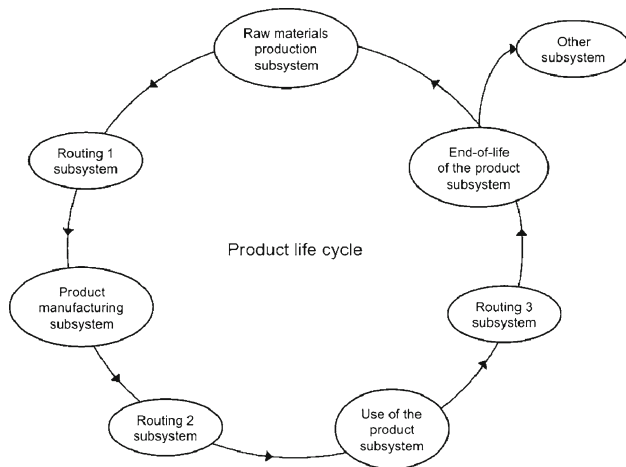 Raw materials
production
subsystem
Other
subsystem
Routing 1
subsystem
End-of-life
of the product
subsystem
Product life cycle
Product
manufacturing
subsystem
Routing 3
subsystem
Routing 2
subsystem
Use of the
product
subsystem